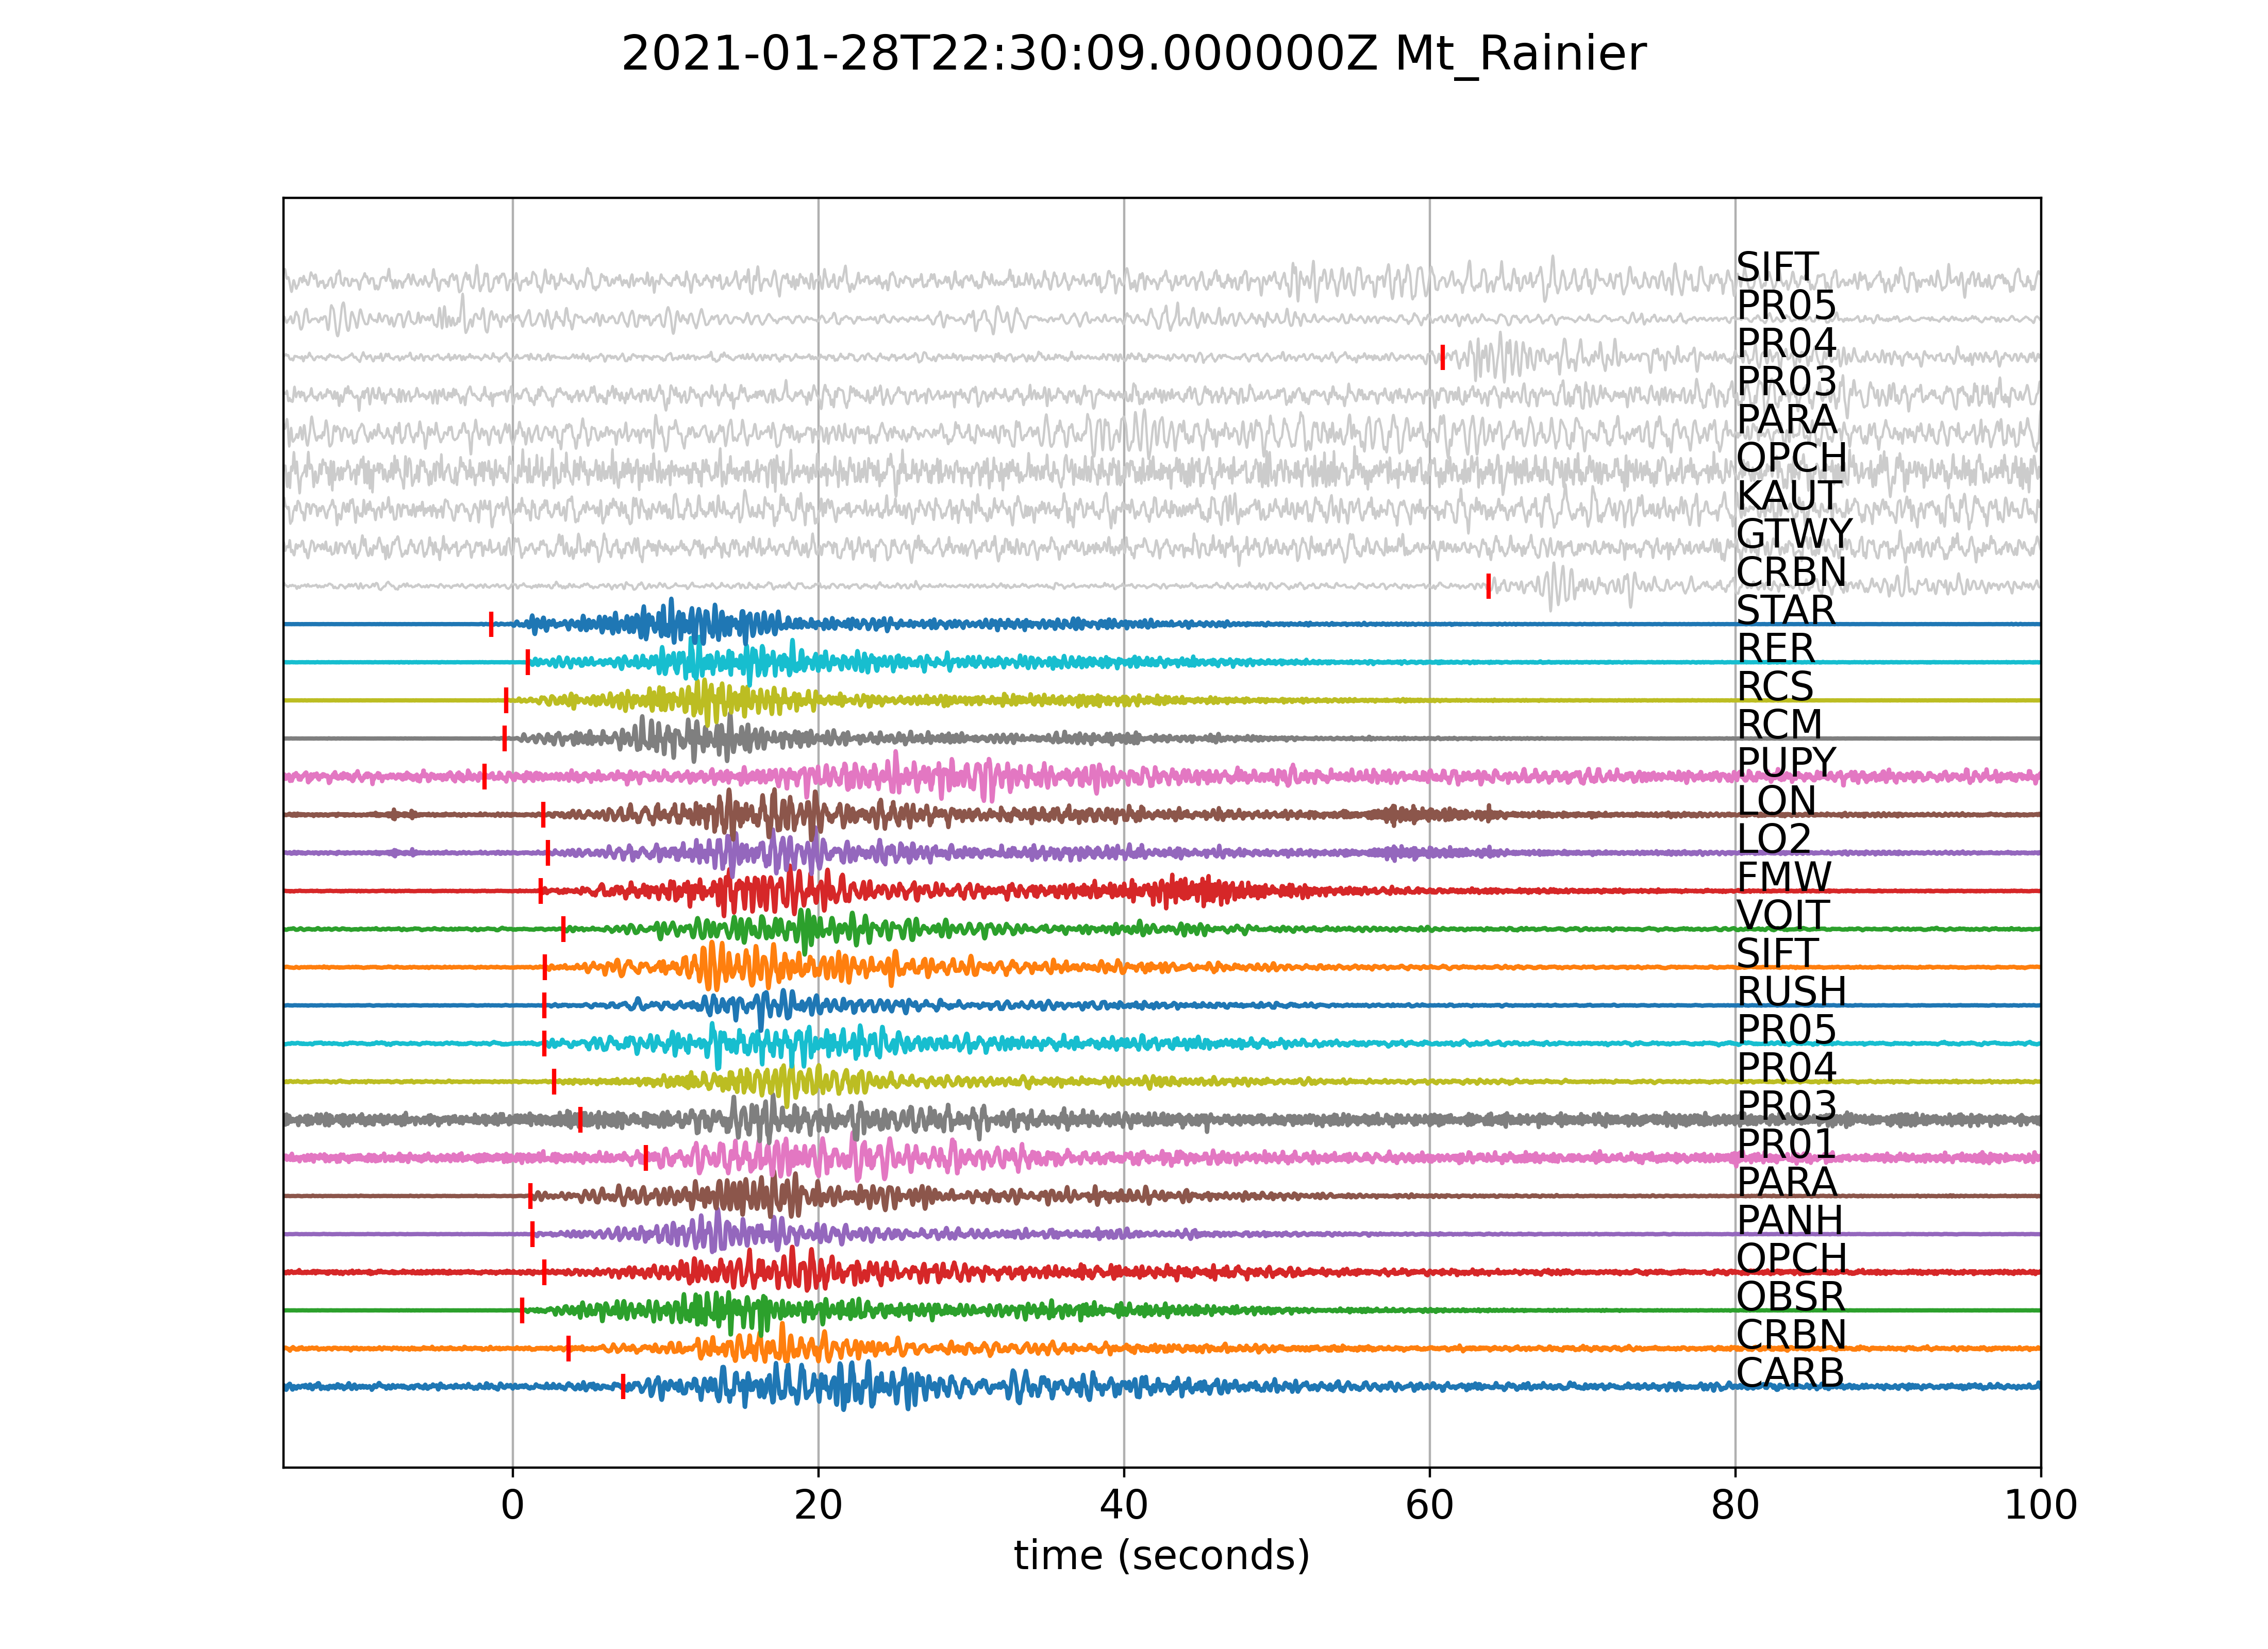 2021-01-28T22:30:09.000000Z Mt_Rainier
SIFT
PR05
PR04
PR03
PARA
OPCH
KAUT
GTWY
CRBN
STAR
RER
RCS
RCM
PUPY
LON
LO2
FMW
VOIT
SIFT
RUSH
PR05
PR04
PR03
PR01
PARA
PANH
OPCH
OBSR
CRBN
CARB
0 20 40 60 80 100
time (seconds)